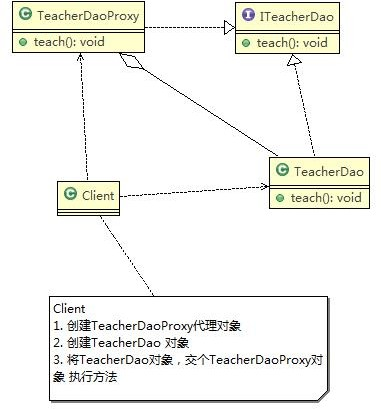 TeacherDaoProxy
teach(): void
ITeacherDao
teach(): void
TeacherDao
teach(): void
Client
Client
1. 创建TeacherDaoProxy代理对象
2. 创建TeacherDao 对象
3. 将TeacherDao对象，交个TeacherDaoProxy对
象 执行方法